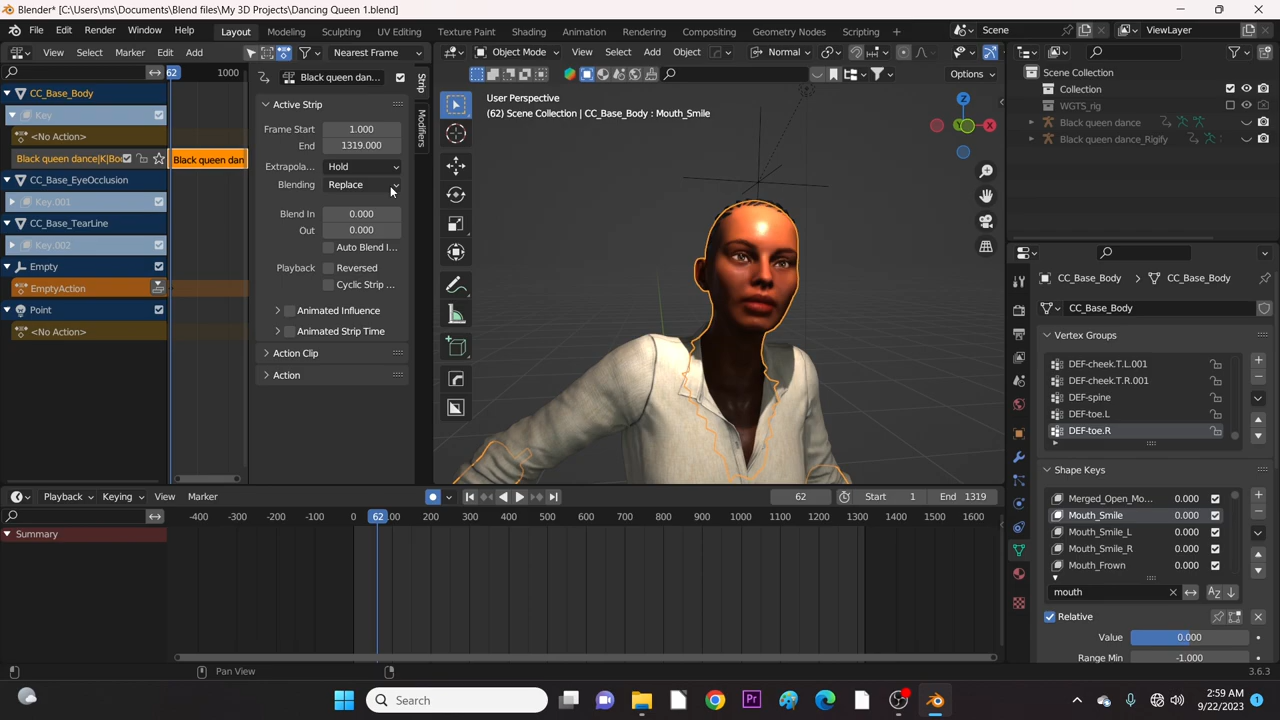 Blender* [C:\Users\ms\Documents\Blend files\My 3D Projects\Dancing Queen 1.blend]
File Edit Render Window Help Layout Modeling Sculpting UV Editing Texture Paint Shading Animation Rendering Compositing Geometry Nodes Scripting + Scene ViewLayer
View Select Marker Edit Add Nearest Frame Object Mode View Select Add Object Normal
62 1000
Black queen dan...
Options
CC_Base_Body
Key
<No Action>
Black queen dance|K|Bo
Black queen dan
CC_Base_EyeOcclusion
Key.001
CC_Base_TearLine
Key.002
Empty
EmptyAction
Point
<No Action>
Active Strip
Frame Start 1.000
End 1319.000
Extrapola... Hold
Blending Replace
Blend In 0.000
Out 0.000
Auto Blend I...
Playback Reversed
Cyclic Strip ...
Animated Influence
Animated Strip Time
Action Clip
Action
Strip
Modifiers
User Perspective
(62) Scene Collection | CC_Base_Body : Mouth_Smile
Z
Y X
Scene Collection
Collection
WGTS_rig
Black queen dance
Black queen dance_Rigify
CC_Base_Body CC_Base_Body
CC_Base_Body
Vertex Groups
DEF-cheek.T.L.001
DEF-cheek.T.R.001
DEF-spine
DEF-toe.L
DEF-toe.R
Shape Keys
Merged_Open_Mo... 0.000
Mouth_Smile 0.000
Mouth_Smile_L 0.000
Mouth_Smile_R 0.000
Mouth_Frown 0.000
mouth
Relative
Value 0.000
Range Min -1.000
Playback Keying View Marker 62 Start 1 End 1319
-400 -300 -200 -100 0 62 100 200 300 400 500 600 700 800 900 1000 1100 1200 1300 1400 1500 1600
Summary
Pan View
3.6.3
Search
Pr
2:59 AM
9/22/2023
1